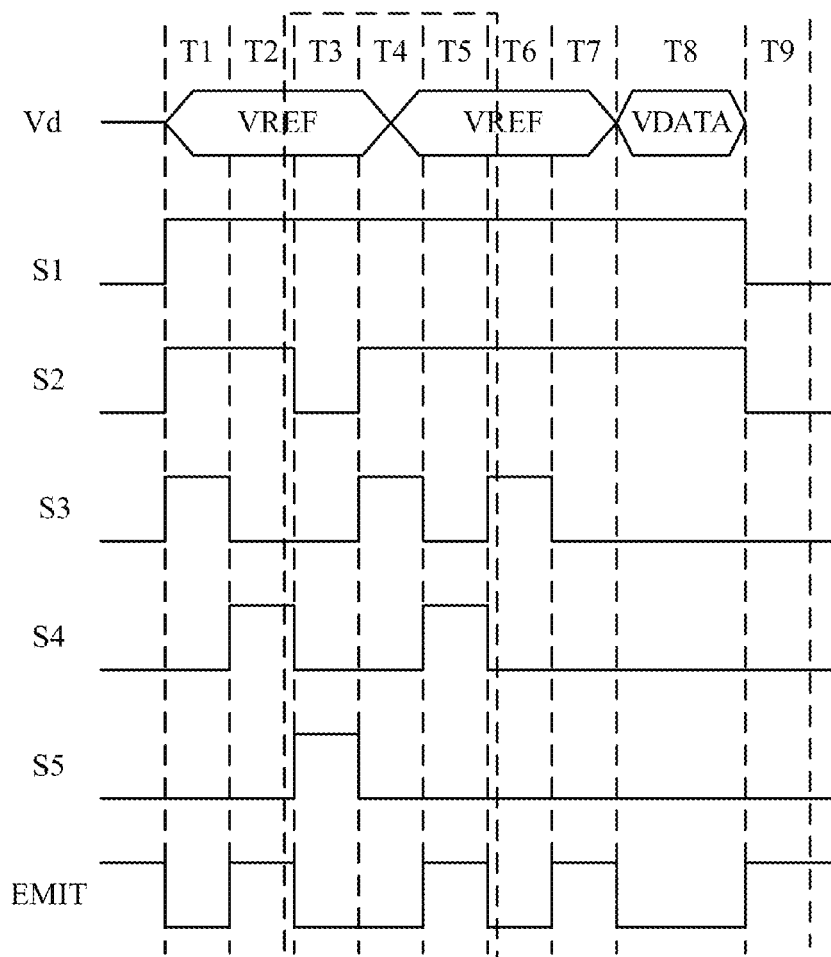 T1 T2 T3 T4 T5 T6 T7 T8 T9
Vd VREF VREF VDATA
S1
S2
S3
S4
S5
EMIT